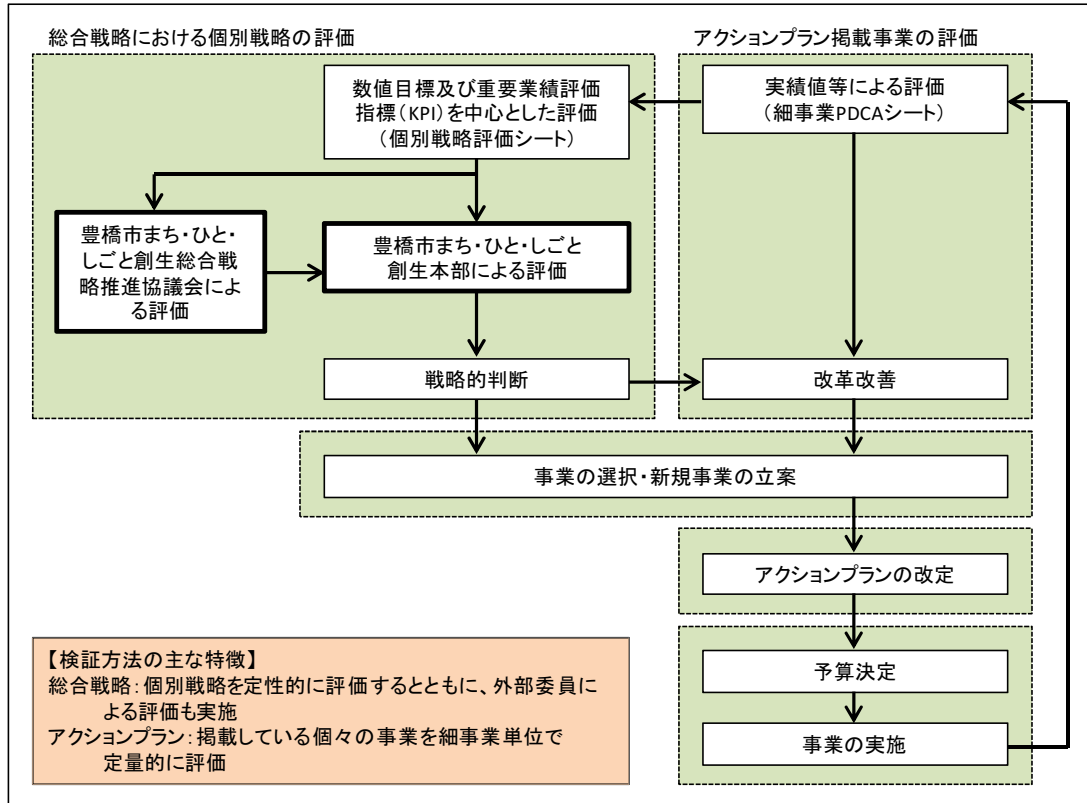 総合戦略における個別戦略の評価
アクションプラン掲載事業の評価
数値目標及び重要業績評価
指標(KPI)を中心とした評価
(個別戦略評価シート)
実績値等による評価
(細事業PDCAシート)
豊橋市まち・ひと・
しごと創生総合戦
略推進協議会によ
る評価
豊橋市まち・ひと・しごと
創生本部による評価
戦略的判断
改革改善
事業の選択・新規事業の立案
アクションプランの改定
予算決定
事業の実施
【検証方法の主な特徴】
総合戦略:個別戦略を定性的に評価するとともに、外部委員に
よる評価も実施
アクションプラン:掲載している個々の事業を細事業単位で
定量的に評価